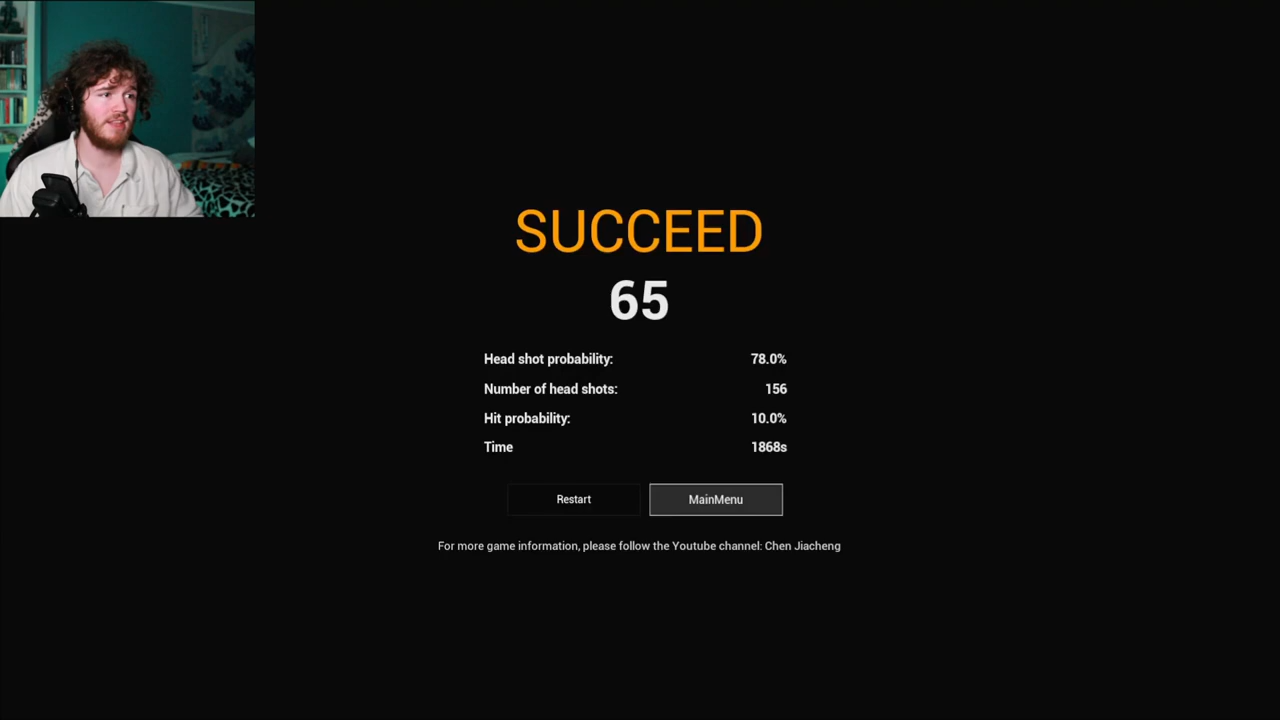 SUCCEED
65
Head shot probability: 78.0%
Number of head shots: 156
Hit probability: 10.0%
Time 1868s
Restart MainMenu
For more game information, please follow the Youtube channel: Chen Jiacheng